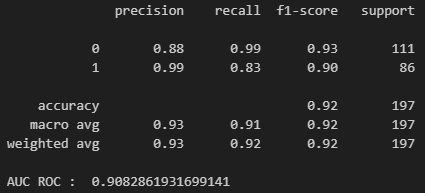 precision recall f1-score support
0 0.88 0.99 0.93 111
1 0.99 0.83 0.90 86
accuracy 0.92 197
macro avg 0.93 0.91 0.92 197
weighted avg 0.93 0.92 0.92 197
AUC ROC : 0.9082861931699141